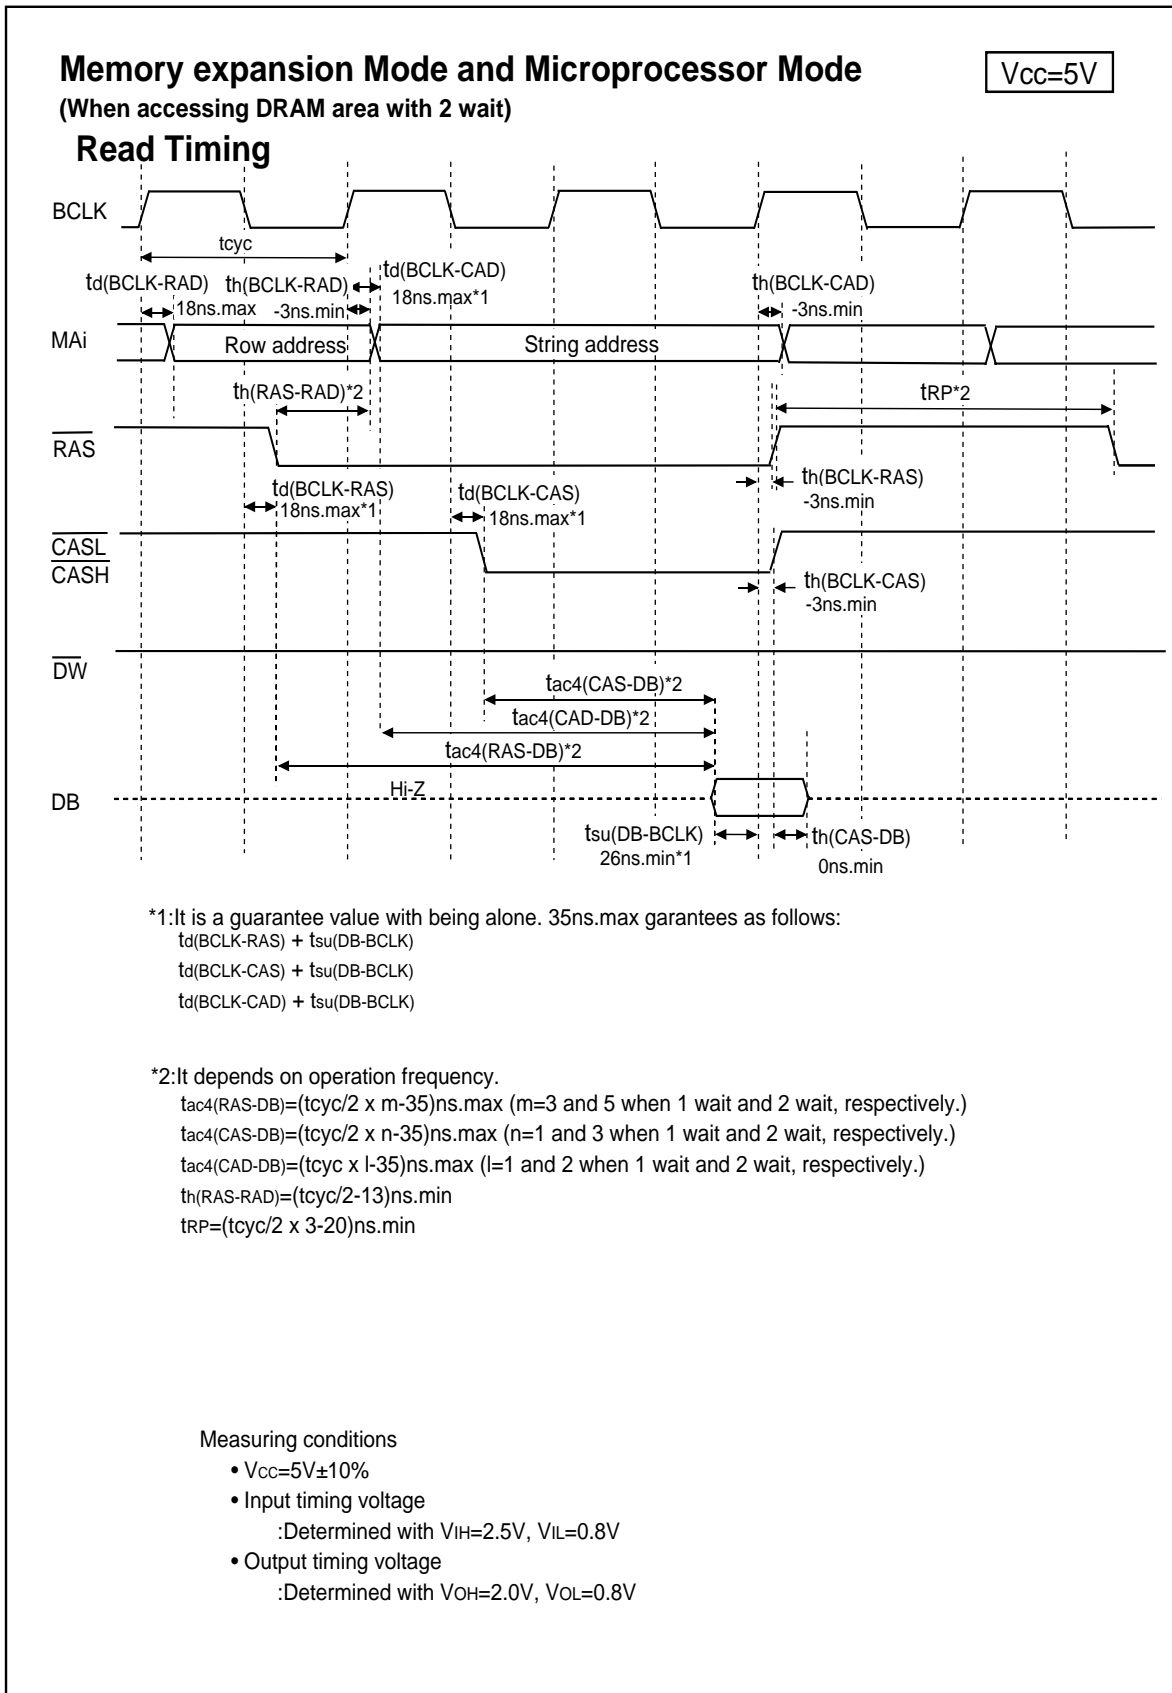 Memory expansion Mode and Microprocessor Mode
Vcc=5V
(When accessing DRAM area with 2 wait)
Read Timing
BCLK
tcyc
td(BCLK-RAD)
18ns.max
th(BCLK-RAD)
-3ns.min
td(BCLK-CAD)
18ns.max*1
th(BCLK-CAD)
-3ns.min
MAi
Row address
String address
th(RAS-RAD)*2
tRP*2
RAS
td(BCLK-RAS)
18ns.max*1
td(BCLK-CAS)
18ns.max*1
th(BCLK-RAS)
-3ns.min
CASL
CASH
th(BCLK-CAS)
-3ns.min
DW
tac4(CAS-DB)*2
tac4(CAD-DB)*2
tac4(RAS-DB)*2
DB
Hi-Z
tsu(DB-BCLK)
26ns.min*1
th(CAS-DB)
0ns.min
*1:It is a guarantee value with being alone. 35ns.max garantees as follows:
td(BCLK-RAS) + tsu(DB-BCLK)
td(BCLK-CAS) + tsu(DB-BCLK)
td(BCLK-CAD) + tsu(DB-BCLK)
*2:It depends on operation frequency.
tac4(RAS-DB)=(tcyc/2 x m-35)ns.max (m=3 and 5 when 1 wait and 2 wait, respectively.)
tac4(CAS-DB)=(tcyc/2 x n-35)ns.max (n=1 and 3 when 1 wait and 2 wait, respectively.)
tac4(CAD-DB)=(tcyc x l-35)ns.max (l=1 and 2 when 1 wait and 2 wait, respectively.)
th(RAS-RAD)=(tcyc/2-13)ns.min
tRP=(tcyc/2 x 3-20)ns.min
Measuring conditions
• VCC=5V±10%
• Input timing voltage
:Determined with VIH=2.5V, VIL=0.8V
• Output timing voltage
:Determined with VOH=2.0V, VOL=0.8V